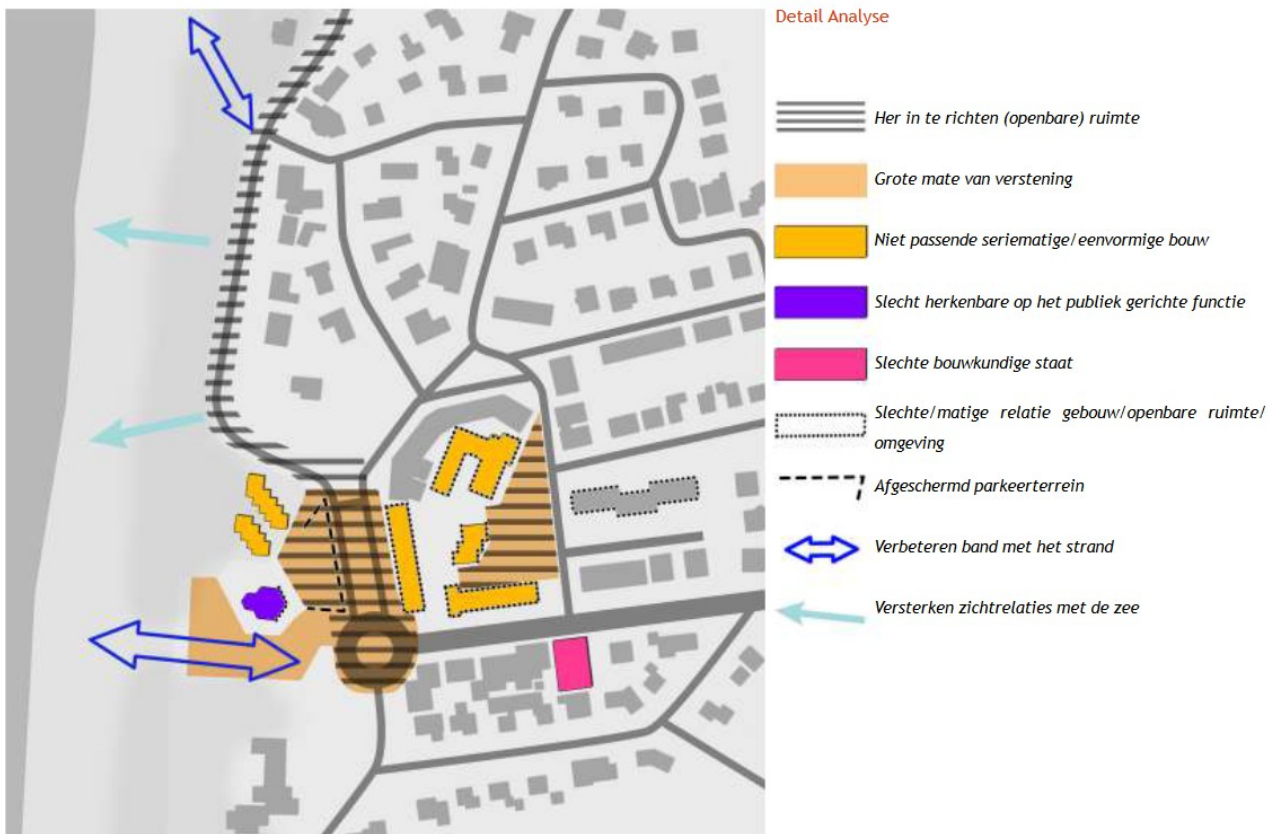 Detail Analyse
Her in te richten (openbare) ruimte
Grote mate van verstening
Niet passende seriematige/eenvormige bouw
Slecht herkenbare op het publiek gerichte functie
Slechte bouwkundige staat
Slechte/matige relatie gebouw/openbare ruimte/
omgeving
Afgeschermd parkeerterrein
Verbeteren band met het strand
Versterken zichtrelaties met de zee